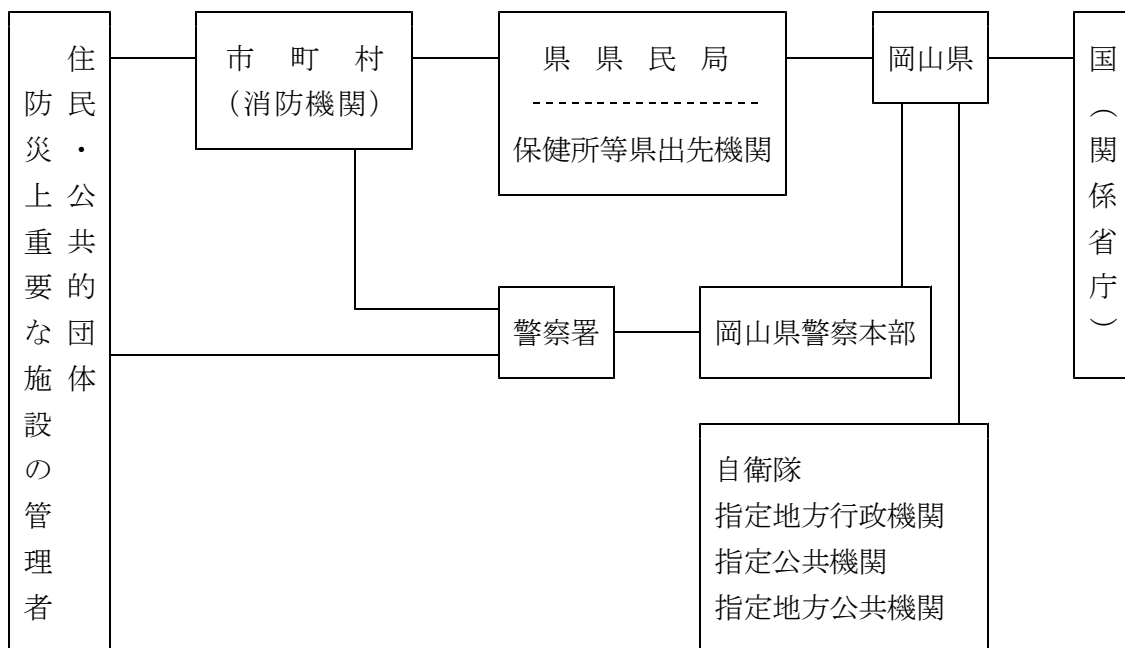 住民・公共的団体
防災上重要な施設の管理者
市町村
（消防機関）
県県民局
保健所等県出先機関
岡山県
国（関係省庁）
警察署
岡山県警察本部
自衛隊
指定地方行政機関
指定公共機関
指定地方公共機関